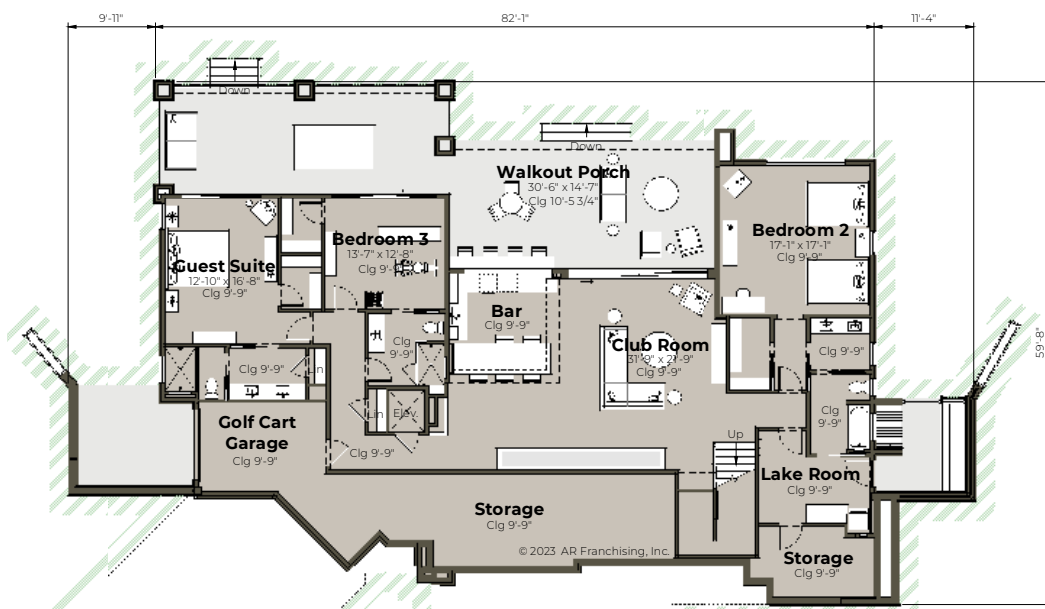 9'-11"
82'-1"
11'-4"
59'-8"
Down
Down
Walkout Porch
30'-6" x 14'-7"
Clg 10'-5 3/4"
Bedroom 2
17'-1" x 17'-1"
Clg 9'-9"
Bedroom 3
13'-7" x 12'-8"
Clg 9'-9"
Guest Suite
12'-10" x 16'-8"
Clg 9'-9"
Bar
Clg 9'-9"
Club Room
31'-9" x 21'-9"
Clg 9'-9"
Clg
9'-9"
Clg 9'-9"
Clg 9'-9"
Lin
Lin
Elev.
Clg
9'-9"
Golf Cart
Garage
Clg 9'-9"
Clg 9'-9"
Up
Lake Room
Clg 9'-9"
Storage
Clg 9'-9"
© 2023 AR Franchising, Inc.
Storage
Clg 9'-9"